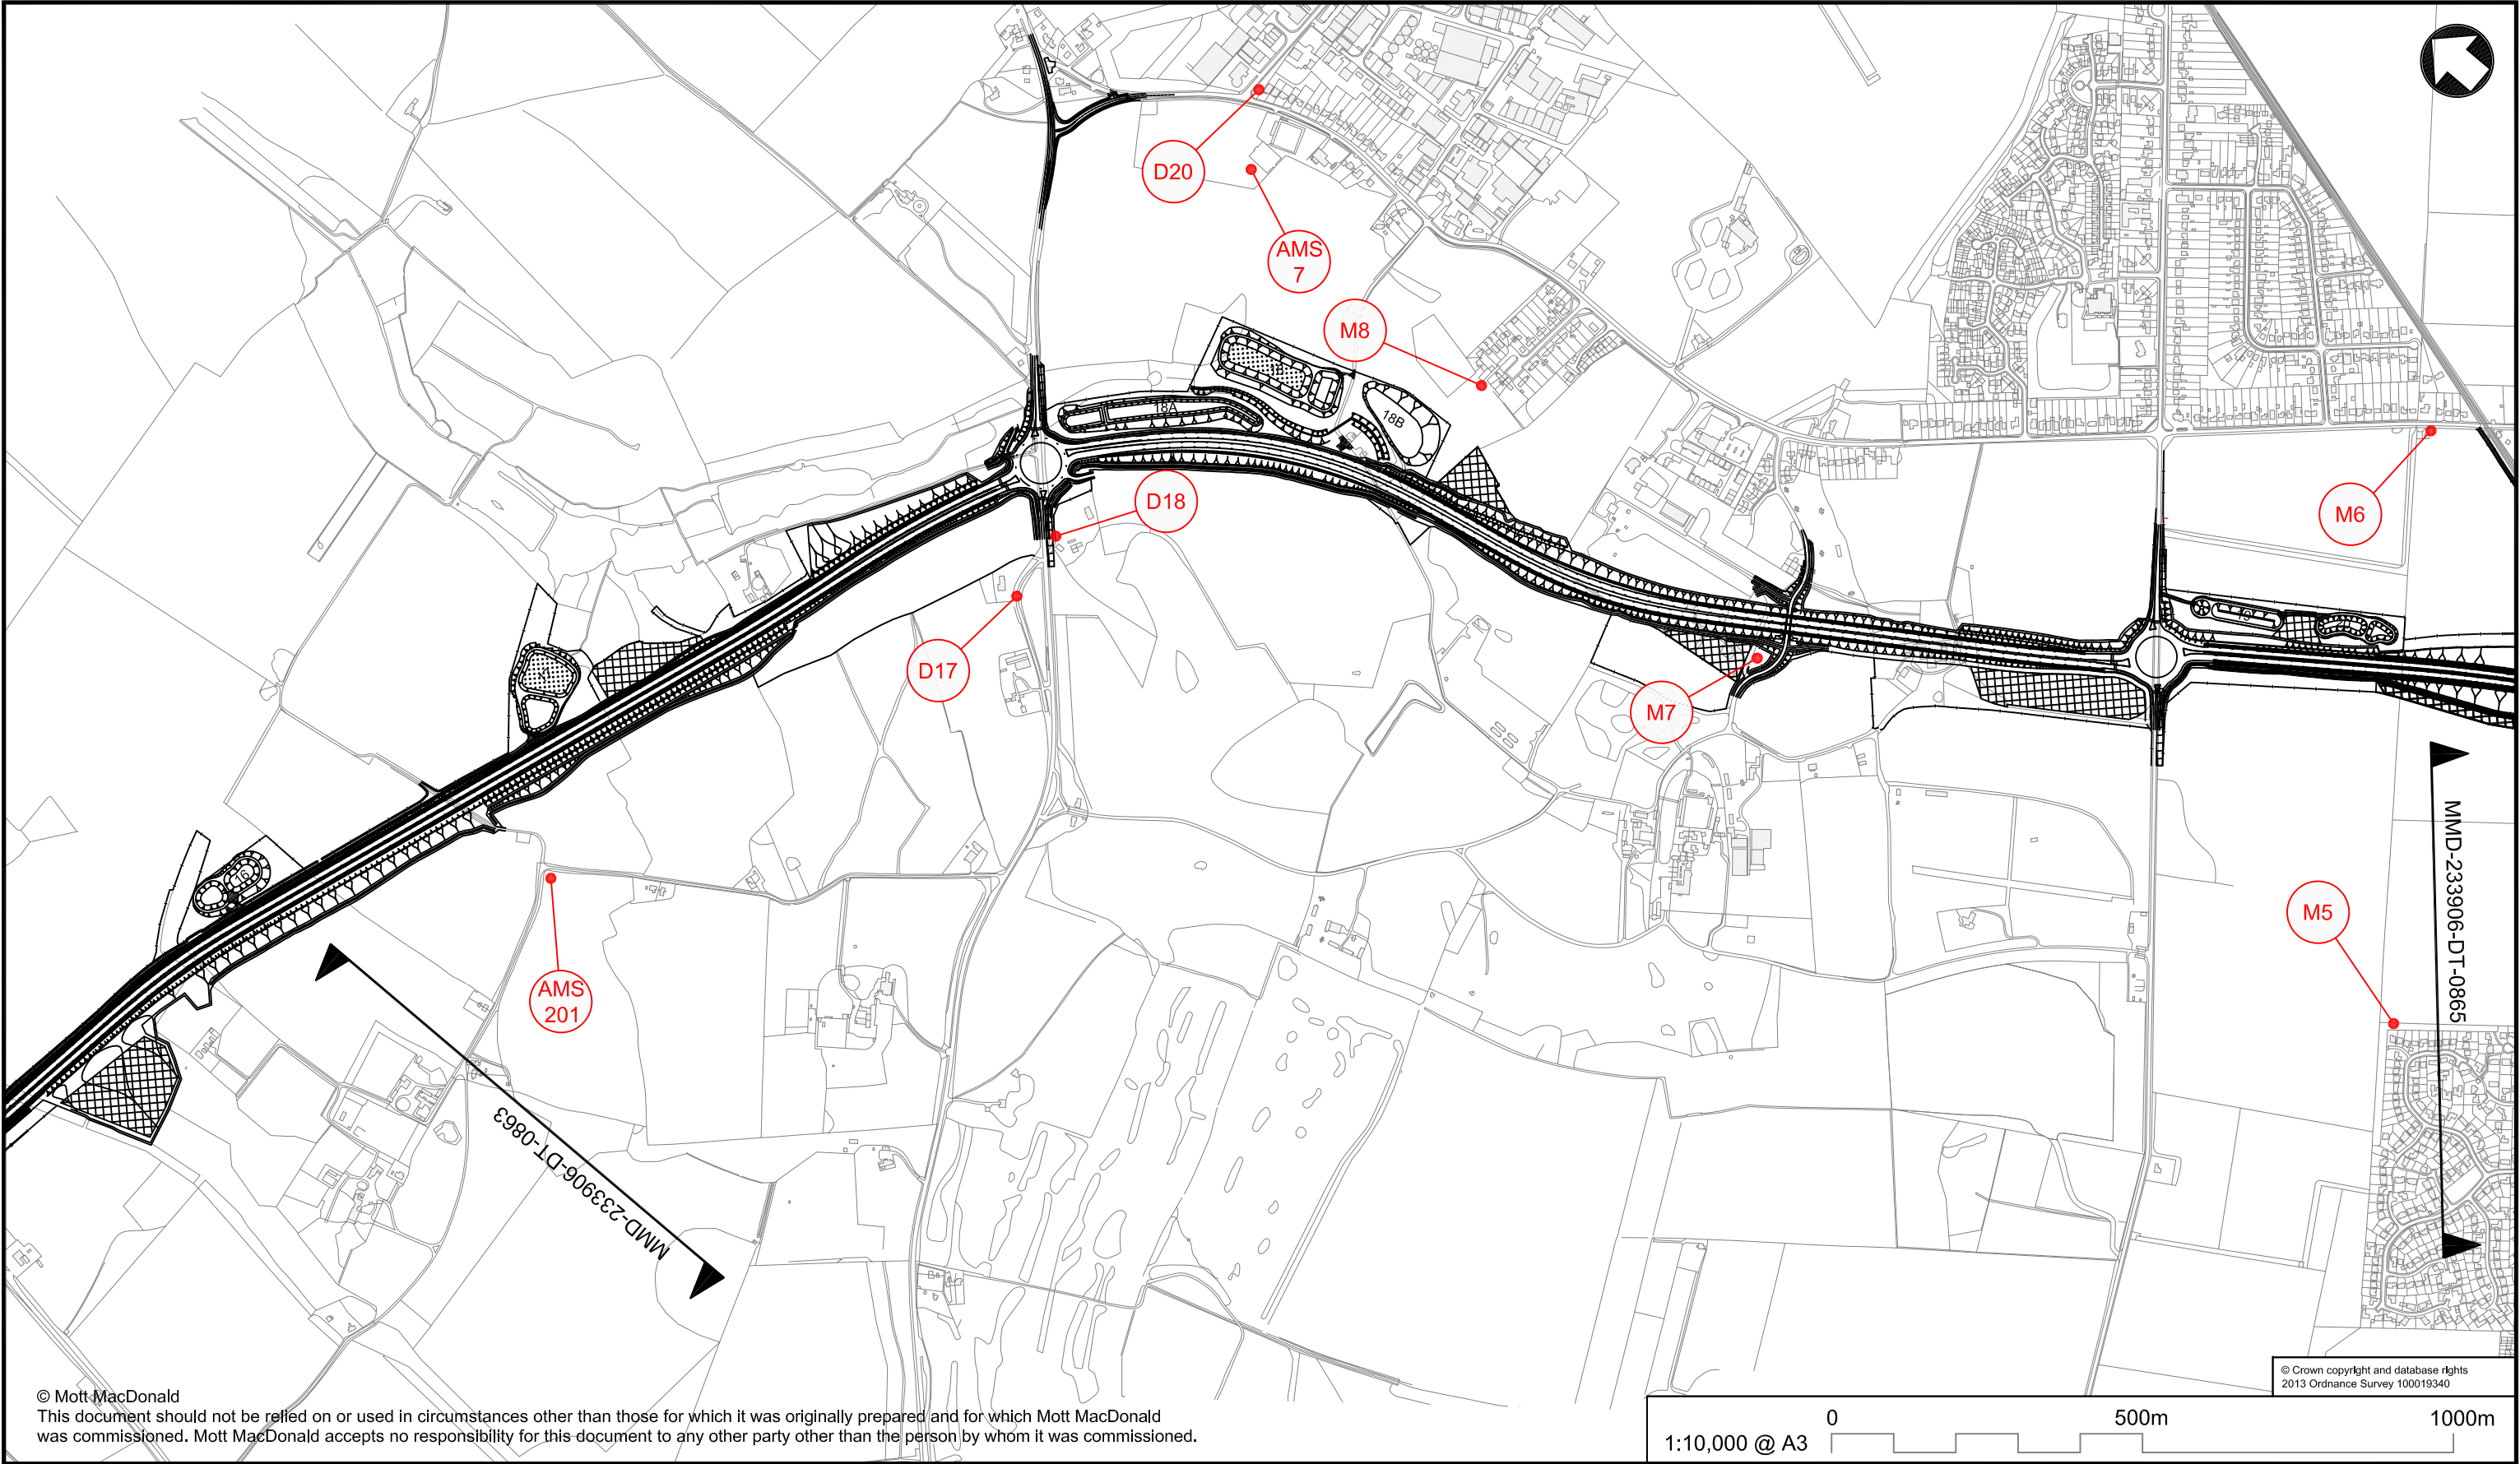 D20
AMS
7
M8
18A
18B
D18
M6
D17
M7
17
19
16
AMS
201
M5
MMD-233906-DT-0865
MMD-233906-DT-0863
© Crown copyright and database rights
2013 Ordnance Survey 100019340
© Mott MacDonald
This document should not be relied on or used in circumstances other than those for which it was originally prepared and for which Mott MacDonald
was commissioned. Mott MacDonald accepts no responsibility for this document to any other party other than the person by whom it was commissioned.
0 500m 1000m
1:10,000 @ A3